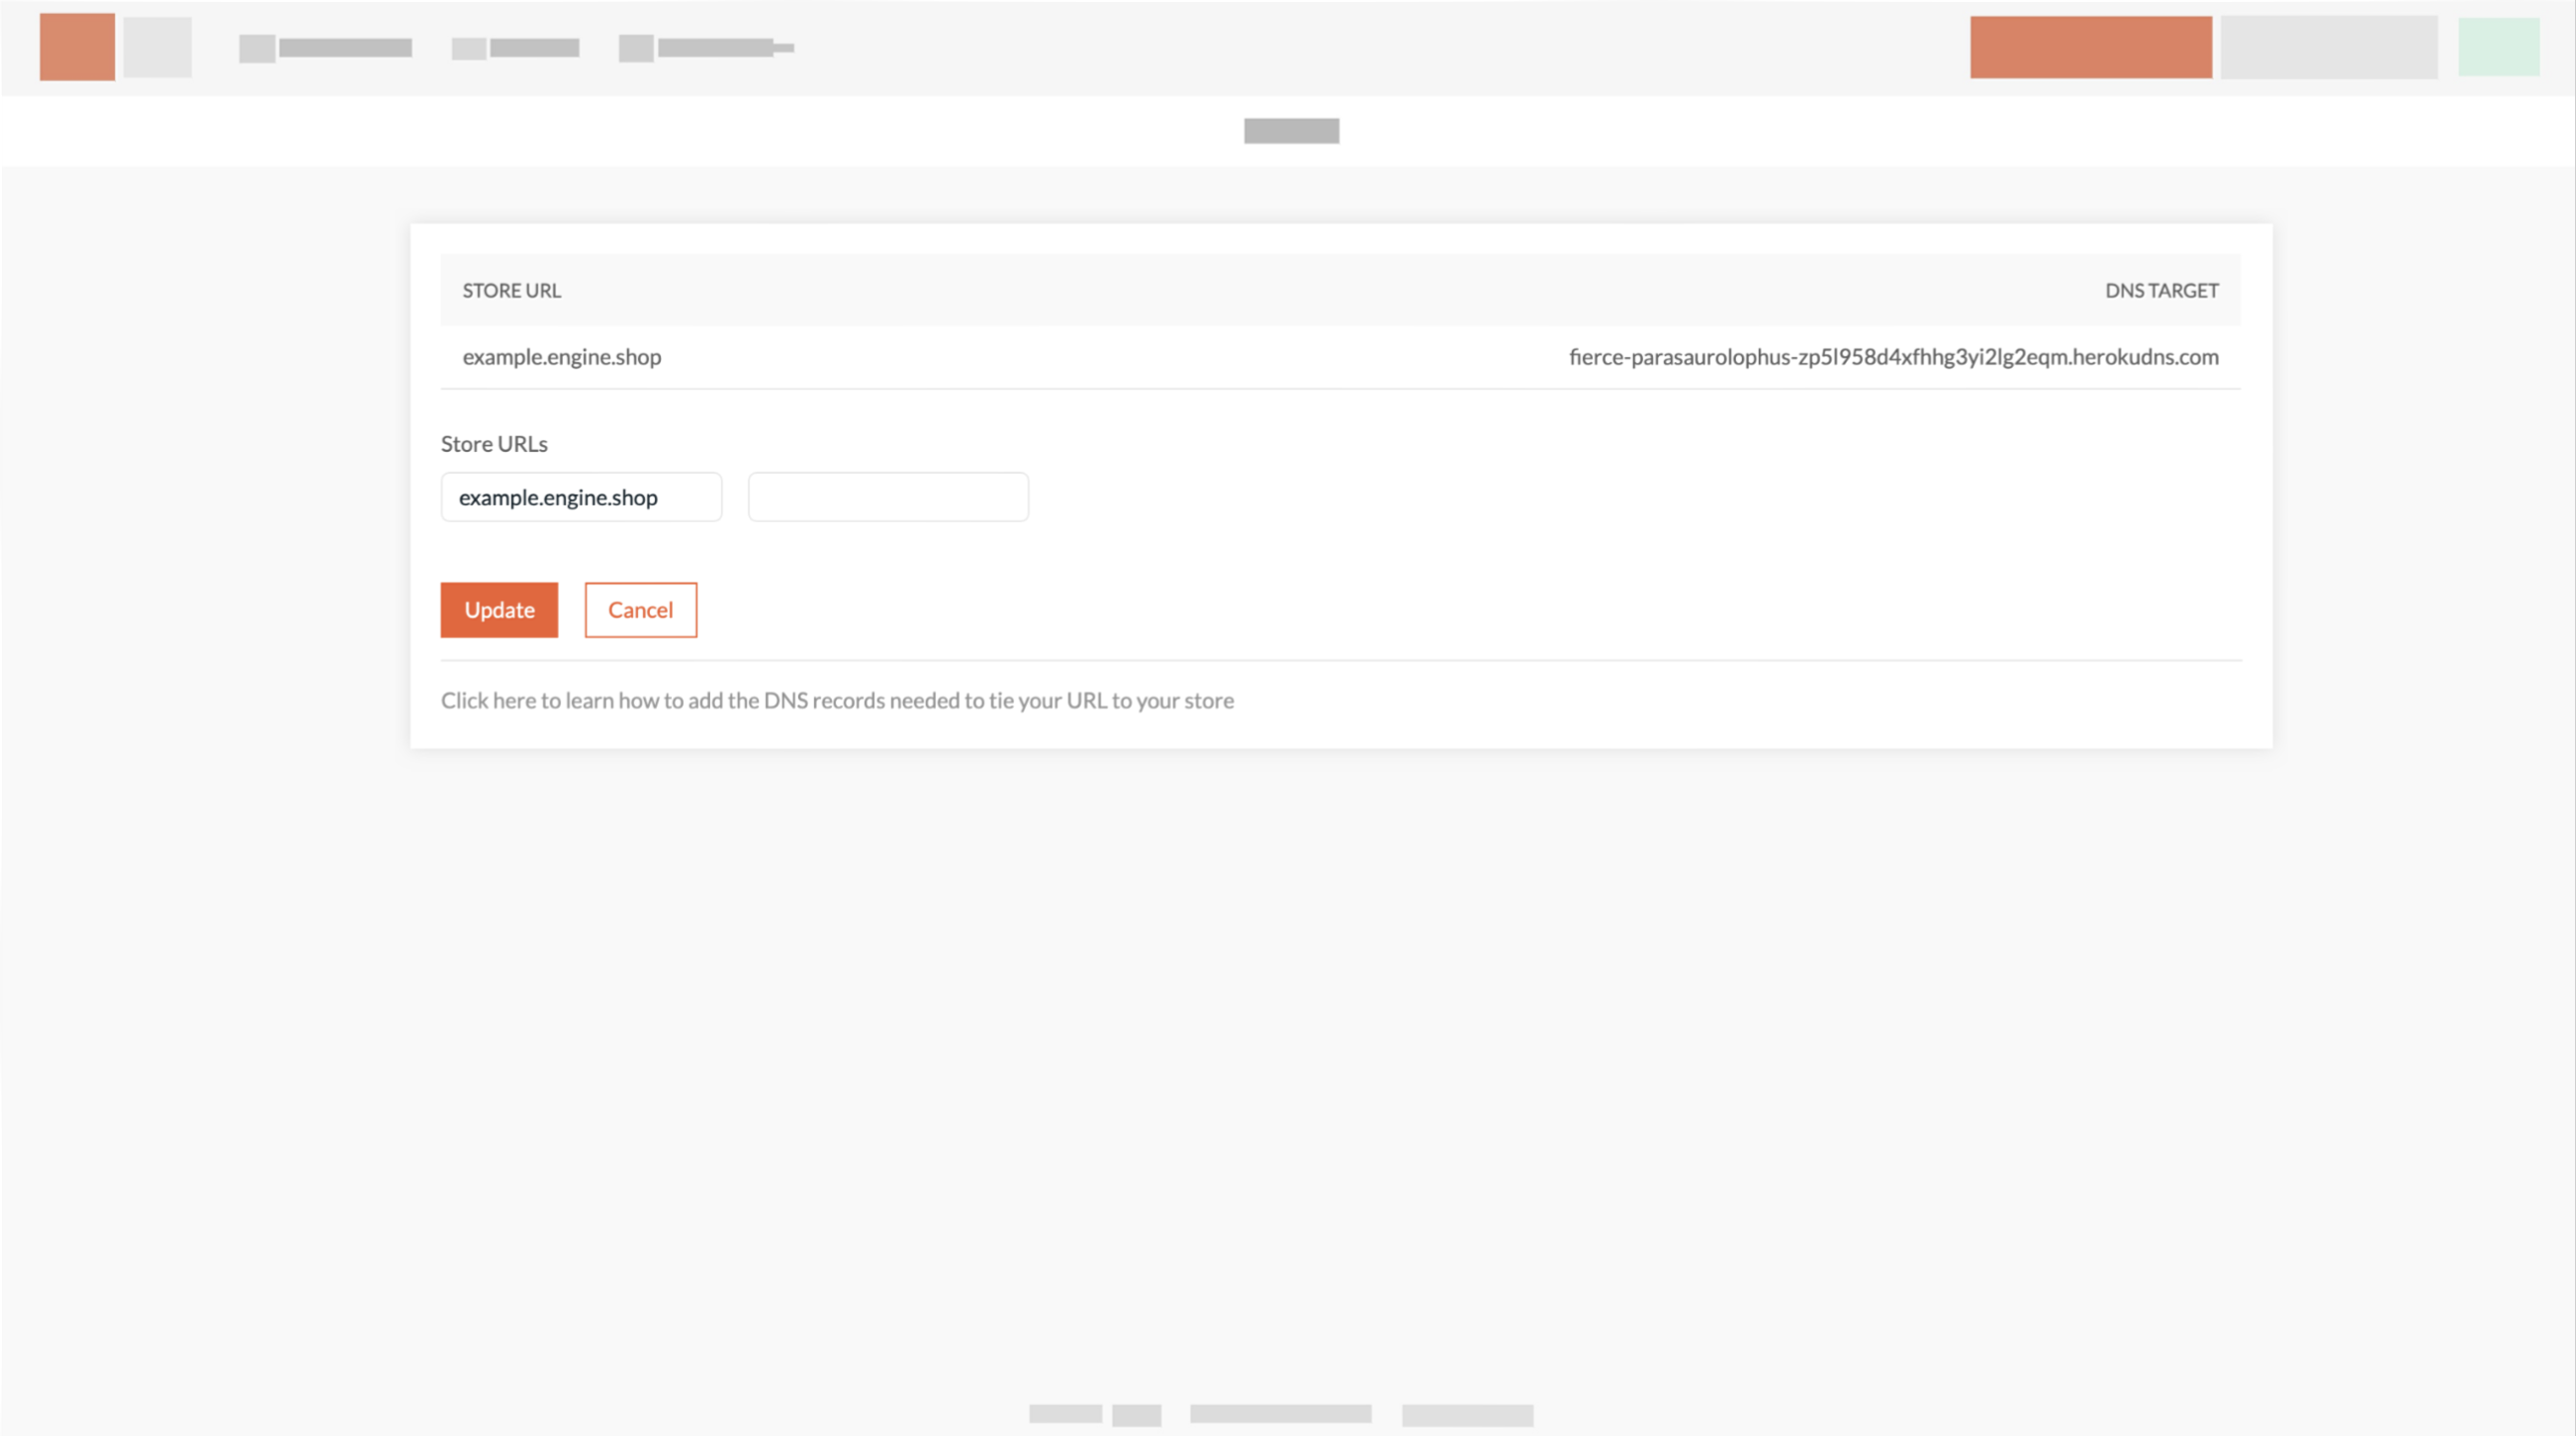 STORE URL
DNS TARGET
example.engine.shop
fierce-parasaurolophus-zp5l958d4xfhhg3yi2lg2eqm.herokudns.com
Store URLs
example.engine.shop
Update
Cancel
Click here to learn how to add the DNS records needed to tie your URL to your store